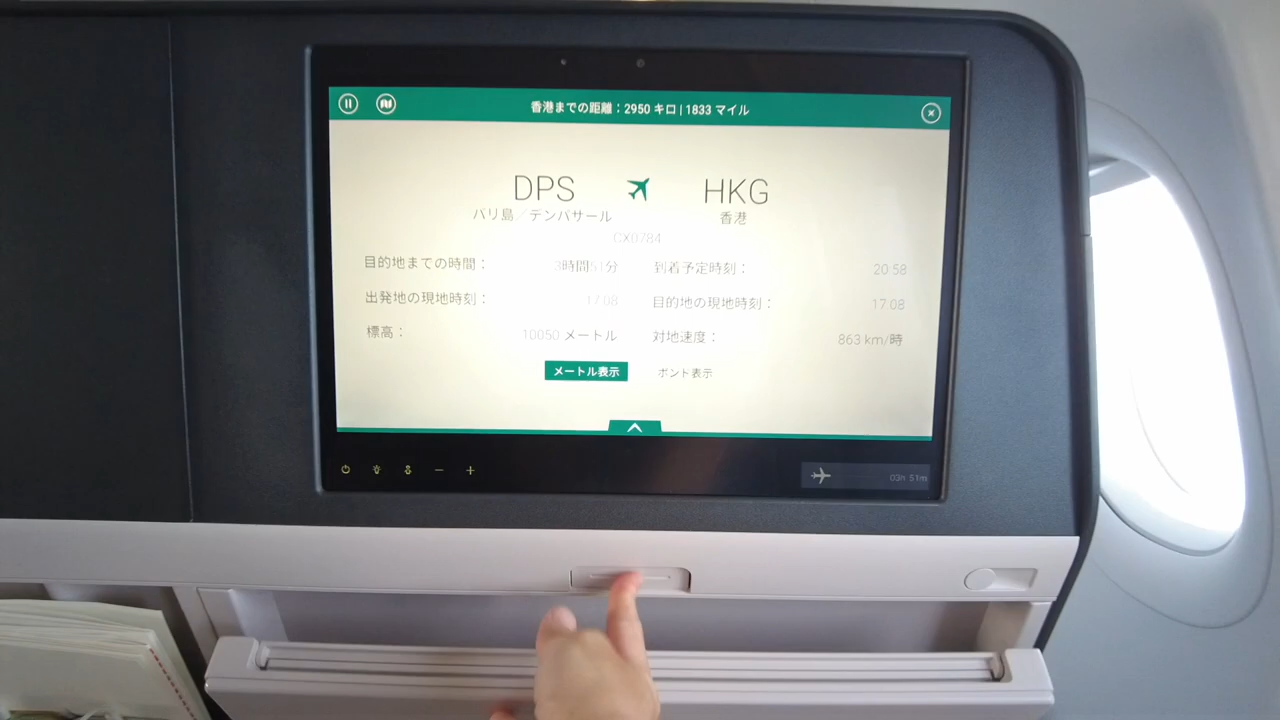 香港までの距離：2950 キロ | 1833 マイル
DPS HKG
バリ島／デンパサール 香港
CX0784
目的地までの時間： 3時間51分 到着予定時刻： 20 58
出発地の現地時刻： 17 08 目的地の現地時刻： 17 08
標高： 10050 メートル 対地速度： 863 km/時
メートル表示 ポンド表示
03h 51m